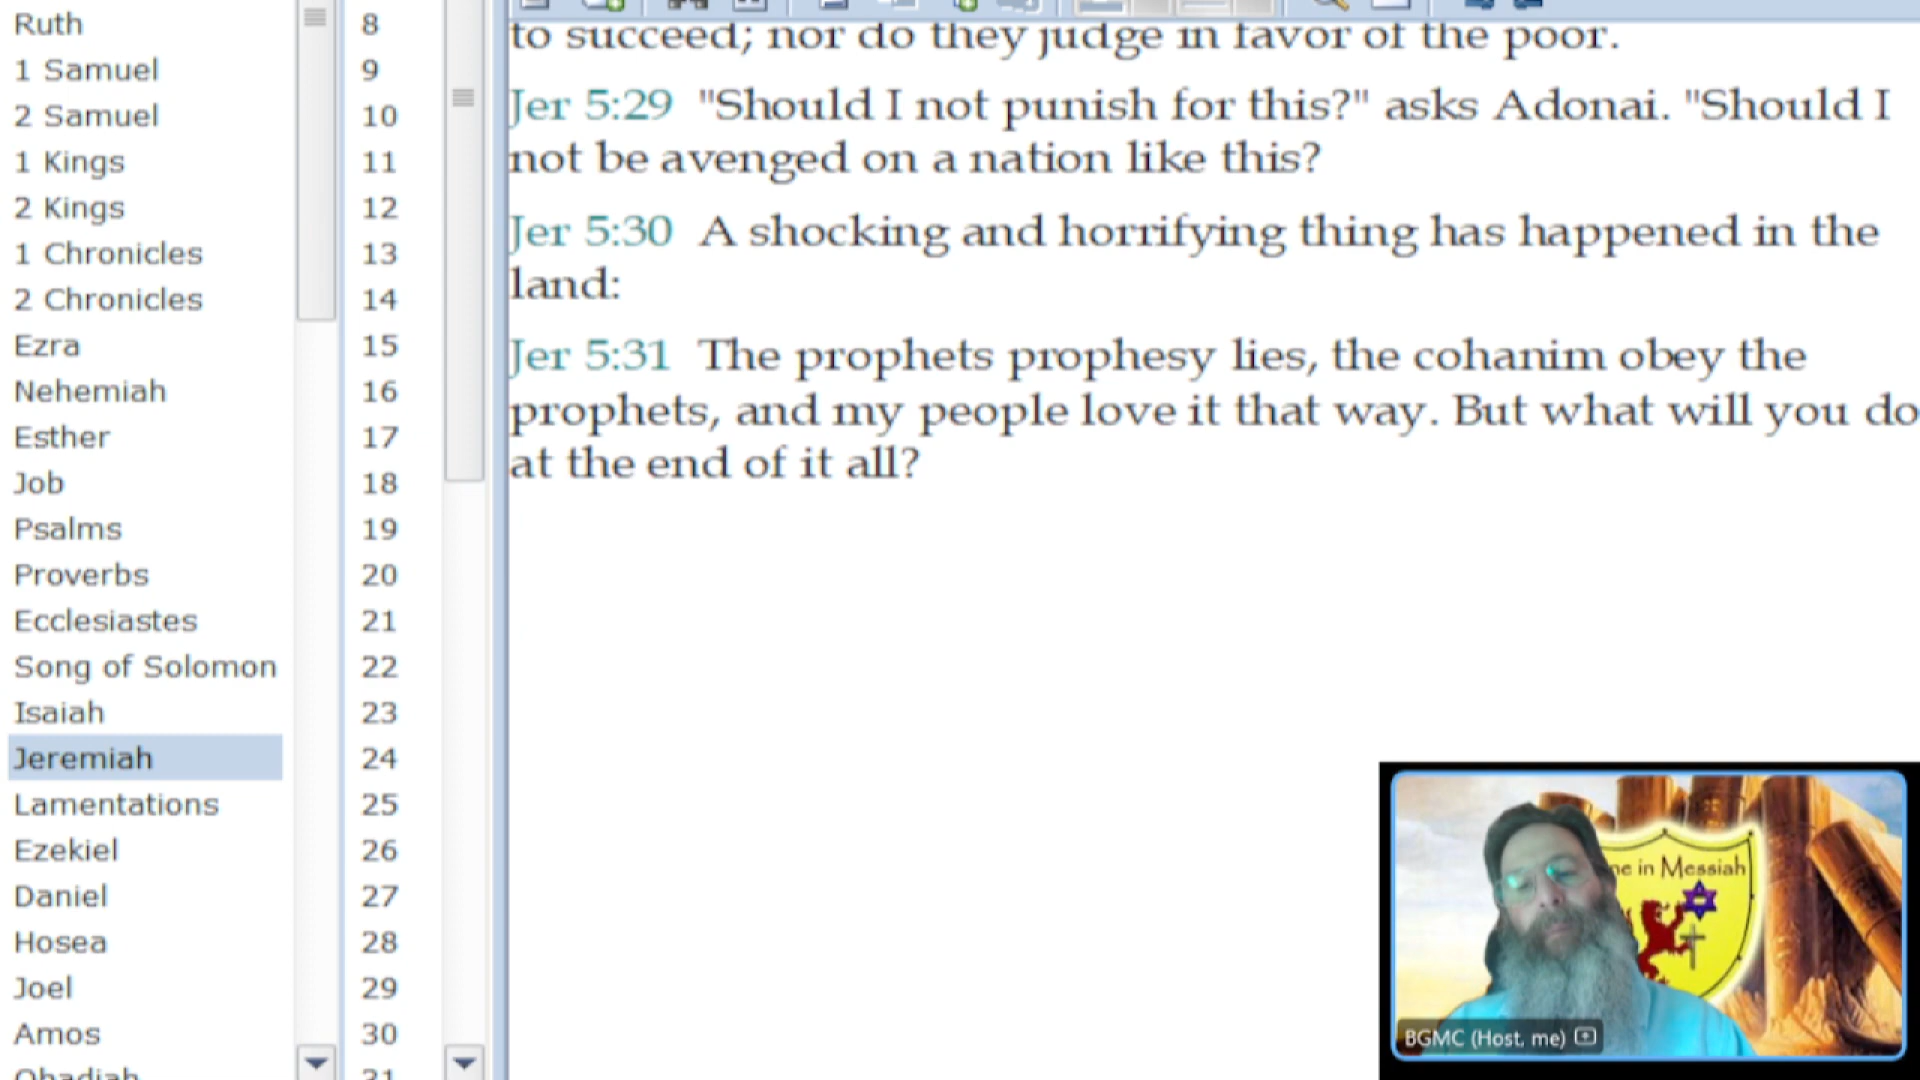 Ruth
1 Samuel
2 Samuel
1 Kings
2 Kings
1 Chronicles
2 Chronicles
Ezra
Nehemiah
Esther
Job
Psalms
Proverbs
Ecclesiastes
Song of Solomon
Isaiah
Jeremiah
Lamentations
Ezekiel
Daniel
Hosea
Joel
Amos
Obadiah
8
9
10
11
12
13
14
15
16
17
18
19
20
21
22
23
24
25
26
27
28
29
30
31
to succeed; nor do they judge in favor of the poor.
Jer 5:29 "Should I not punish for this?" asks Adonai. "Should I
not be avenged on a nation like this?
Jer 5:30 A shocking and horrifying thing has happened in the
land:
Jer 5:31 The prophets prophesy lies, the cohanim obey the
prophets, and my people love it that way. But what will you do
at the end of it all?
in Messiah
BGMC (Host, me)